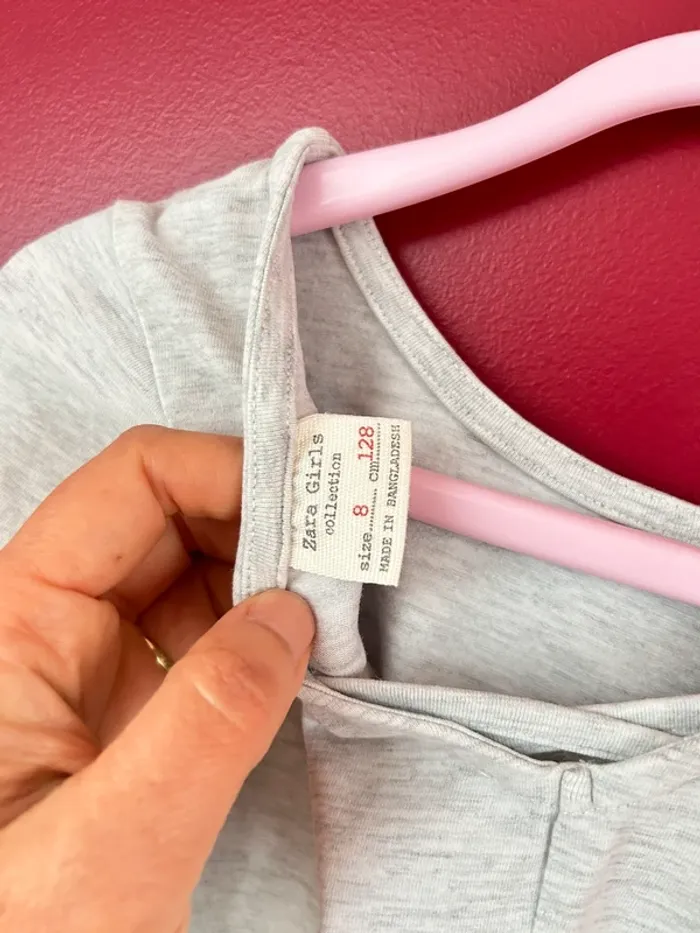 Zara Girls
collection
size........8........cm........128........
MADE IN BANGLADESH